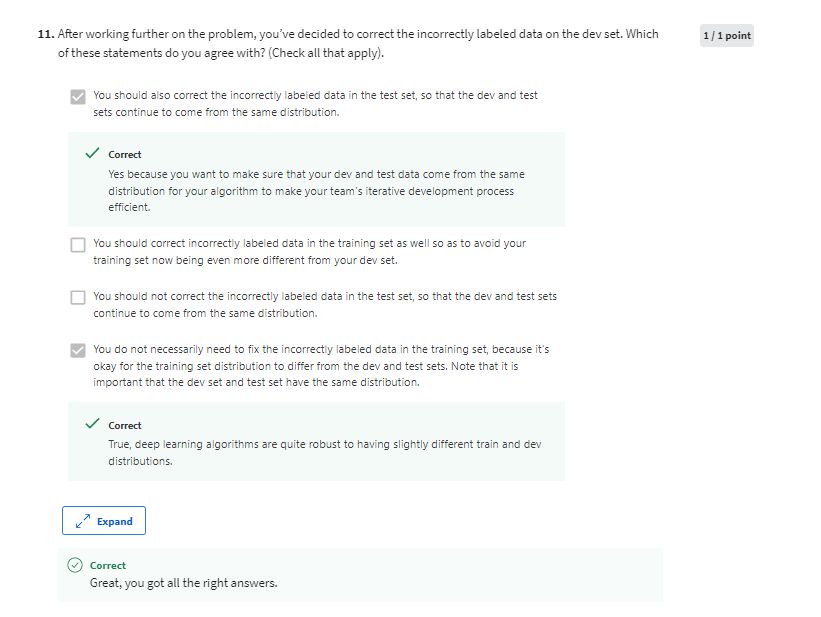 11. After working further on the problem, you've decided to correct the incorrectly labeled data on the dev set. Which
1 / 1 point
of these statements do you agree with? (Check all that apply).
You should also correct the incorrectly labeled data in the test set, so that the dev and test
sets continue to come from the same distribution.
Correct
Yes because you want to make sure that your dev and test data come from the same
distribution for your algorithm to make your team's iterative development process
efficient.
You should correct incorrectly labeled data in the training set as well so as to avoid your
training set now being even more different from your dev set.
You should not correct the incorrectly labeled data in the test set, so that the dev and test sets
continue to come from the same distribution.
You do not necessarily need to fix the incorrectly labeled data in the training set, because it's
okay for the training set distribution to differ from the dev and test sets. Note that it is
important that the dev set and test set have the same distribution.
Correct
True, deep learning algorithms are quite robust to having slightly different train and dev
distributions.
Expand
Correct
Great, you got all the right answers.